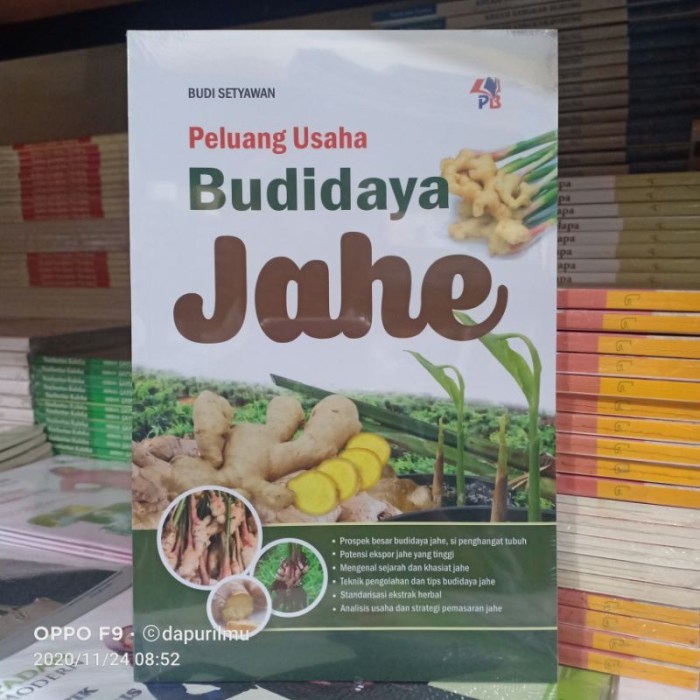 BUDI SETYAWAN
PB
Peluang Usaha
Budidaya
Jahe
• Prospek besar budidaya jahe, si penghangat tubuh
• Potensi ekspor jahe yang tinggi
• Mengenal sejarah dan khasiat jahe
• Teknik pengolahan dan tips budidaya jahe
• Standarisasi ekstrak herbal
• Analisis usaha dan strategi pemasaran jahe
OPPO F9 · ©dapurilmu
2020/11/24 08:52